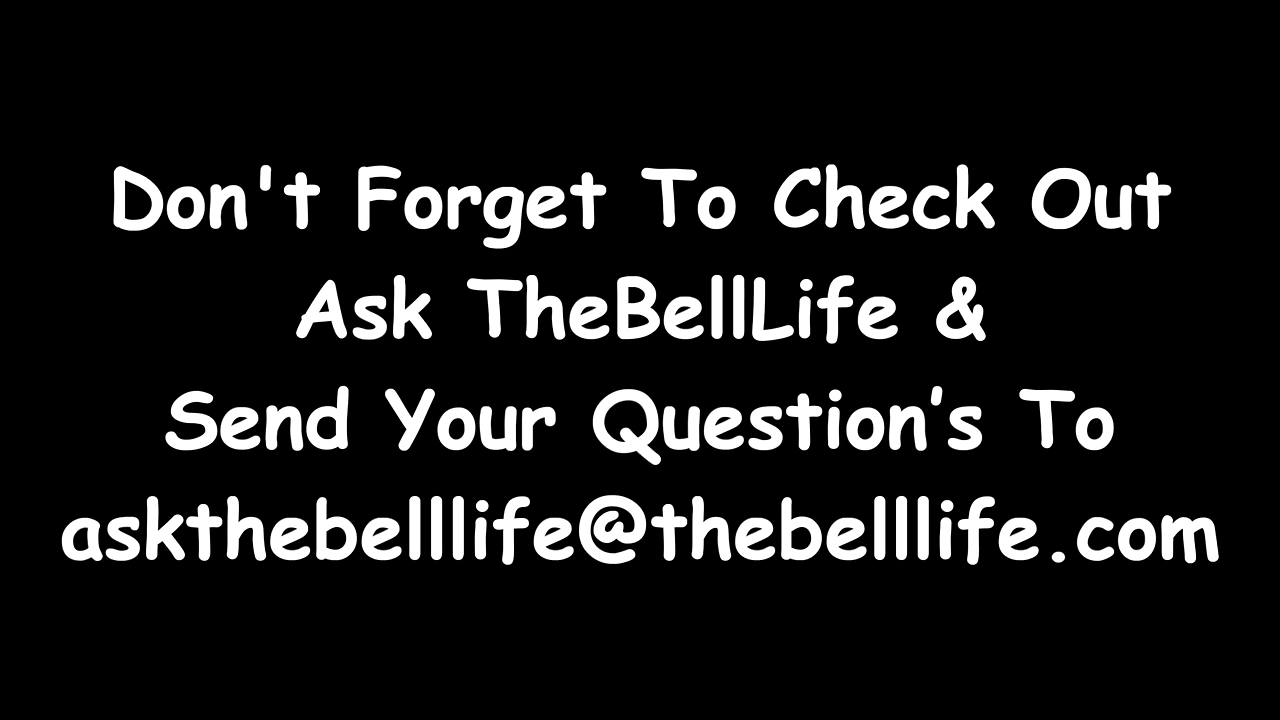 Don't Forget To Check Out
Ask TheBellLife &
Send Your Question’s To
askthebelllife@thebelllife.com